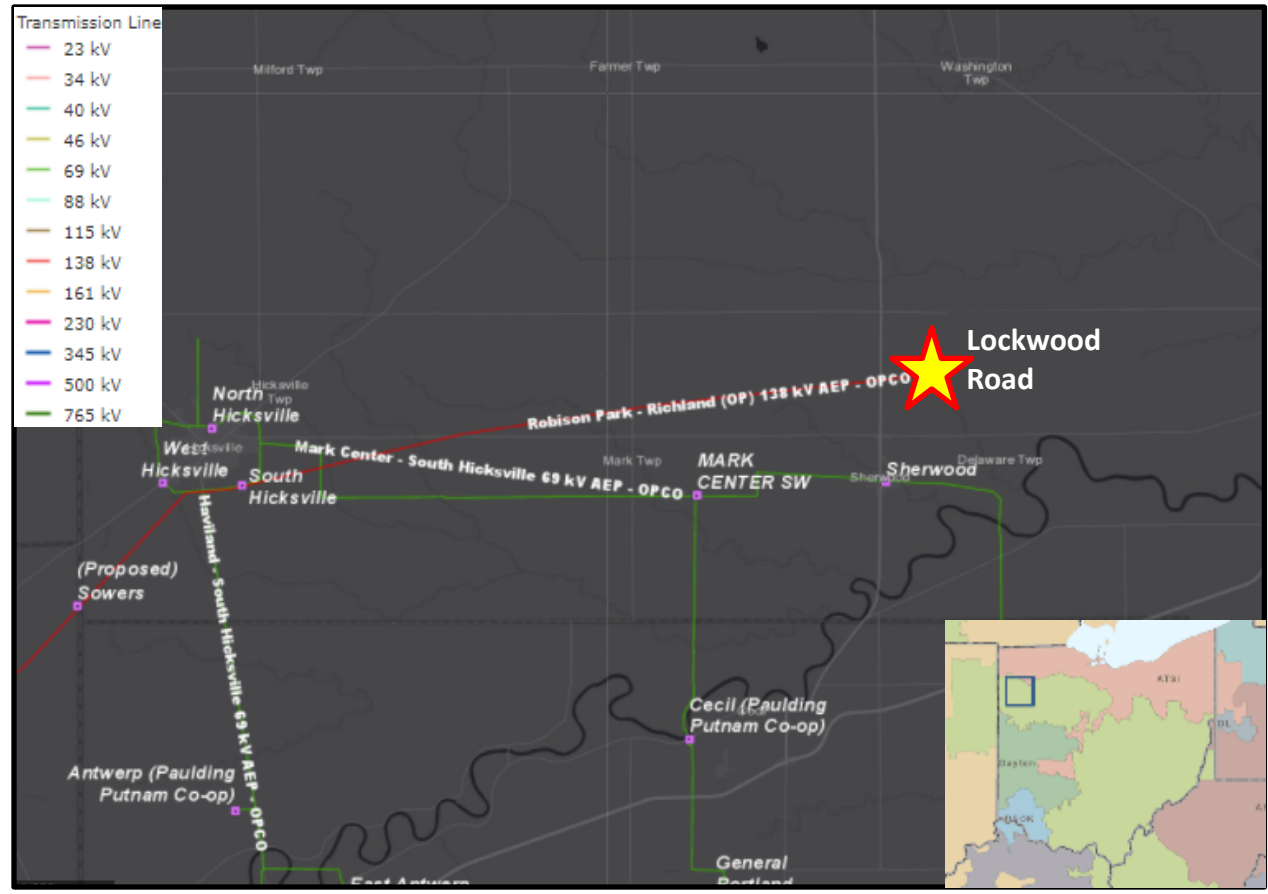 Transmission Line
23 kV
34 kV
40 kV
46 kV
69 kV
88 kV
115 kV
138 kV
161 kV
230 kV
345 kV
500 kV
765 kV
Milford Twp
Farmer Twp
Washington
Twp
Lockwood
Road
Robison Park - Richland (OP) 138 kV AEP - OPCO
Hicksville
Twp
North
Hicksville
Hicksville
West
Hicksville
South
Hicksville
Mark Center - South Hicksville 69 kV AEP - OPCO
Mark Twp
MARK
CENTER SW
Sherwood
Sherwood
Delaware Twp
(Proposed)
Sowers
Haviland - South Hicksville 69 kV AEP - OPCO
Cecil (Paulding
Putnam Co-op)
Antwerp (Paulding
Putnam Co-op)
East Antwerp
General
Portland
ATSI
Dayton